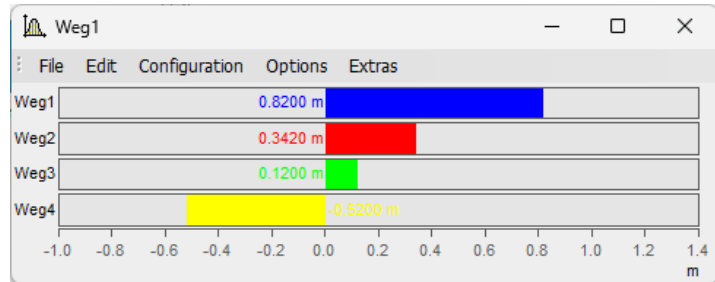 Weg1
File Edit Configuration Options Extras
Weg1 0.8200 m
Weg2 0.3420 m
Weg3 0.1200 m
Weg4 -0.5200 m
-1.0 -0.8 -0.6 -0.4 -0.2 0.0 0.2 0.4 0.6 0.8 1.0 1.2 1.4
m